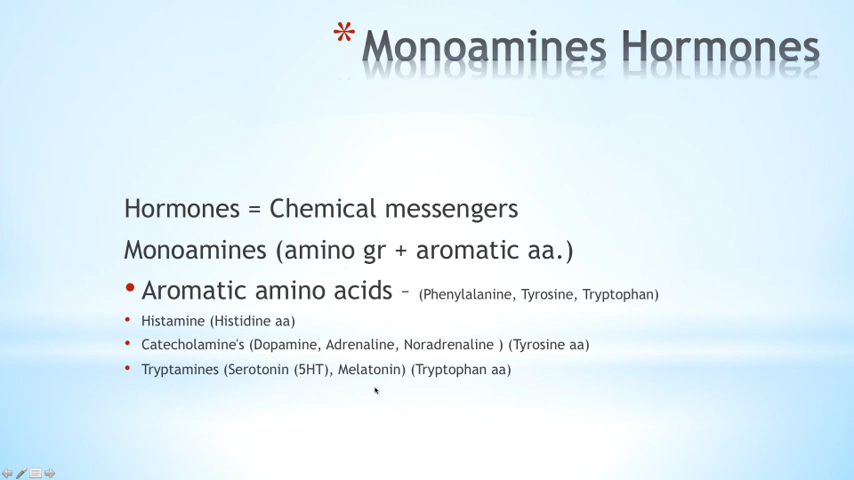 * Monoamines Hormones
Hormones = Chemical messengers
Monoamines (amino gr + aromatic aa.)
• Aromatic amino acids – (Phenylalanine, Tyrosine, Tryptophan)
• Histamine (Histidine aa)
• Catecholamine's (Dopamine, Adrenaline, Noradrenaline ) (Tyrosine aa)
• Tryptamines (Serotonin (5HT), Melatonin) (Tryptophan aa)